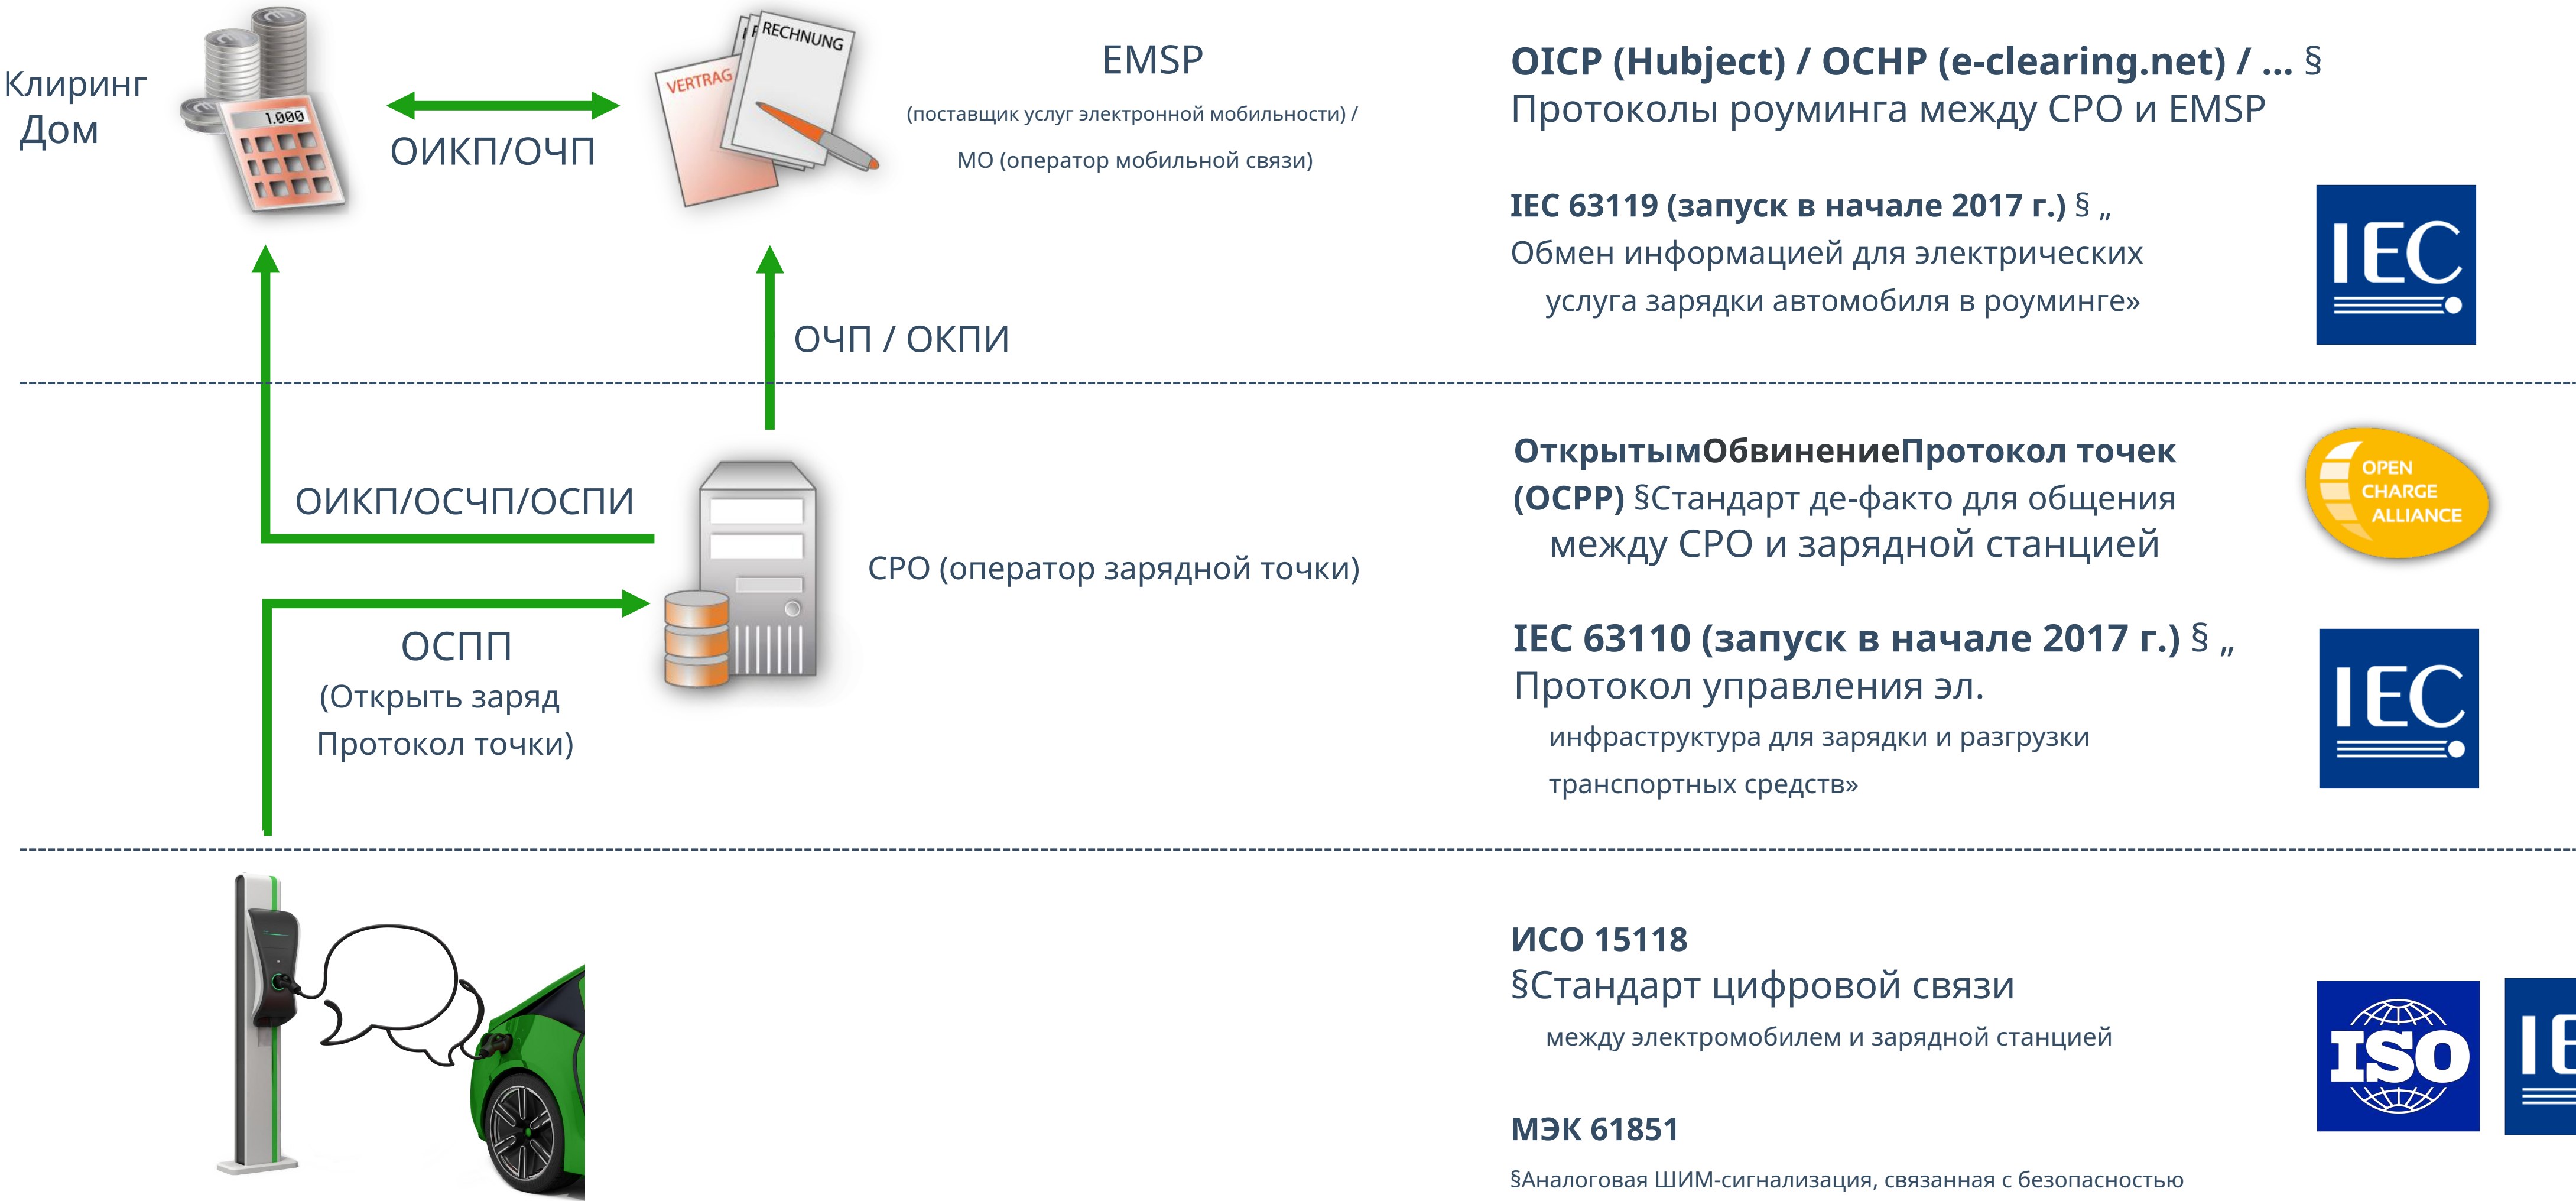 Клиринг
Дом
1.000
ОИКП/ОЧП
VERTRAG
RECHNUNG
EMSP
(поставщик услуг электронной мобильности) /
МО (оператор мобильной связи)
ОЧП / ОКПИ
ОИКП/ОСЧП/ОСПИ
СРО (оператор зарядной точки)
ОСПП
(Открыть заряд
Протокол точки)
OICP (Hubject) / OCHP (e-clearing.net) / ... §
Протоколы роуминга между CPO и EMSP
IEC 63119 (запуск в начале 2017 г.) § „
Обмен информацией для электрических
услуга зарядки автомобиля в роуминге»
IEC
ОткрытымОбвинениеПротокол точек
(OCPP) §Стандарт де-факто для общения
между CPO и зарядной станцией
OPEN
CHARGE
ALLIANCE
IEC 63110 (запуск в начале 2017 г.) § „
Протокол управления эл.
инфраструктура для зарядки и разгрузки
транспортных средств»
IEC
ИСО 15118
§Стандарт цифровой связи
между электромобилем и зарядной станцией
ISO
МЭК 61851
§Аналоговая ШИМ-сигнализация, связанная с безопасностью